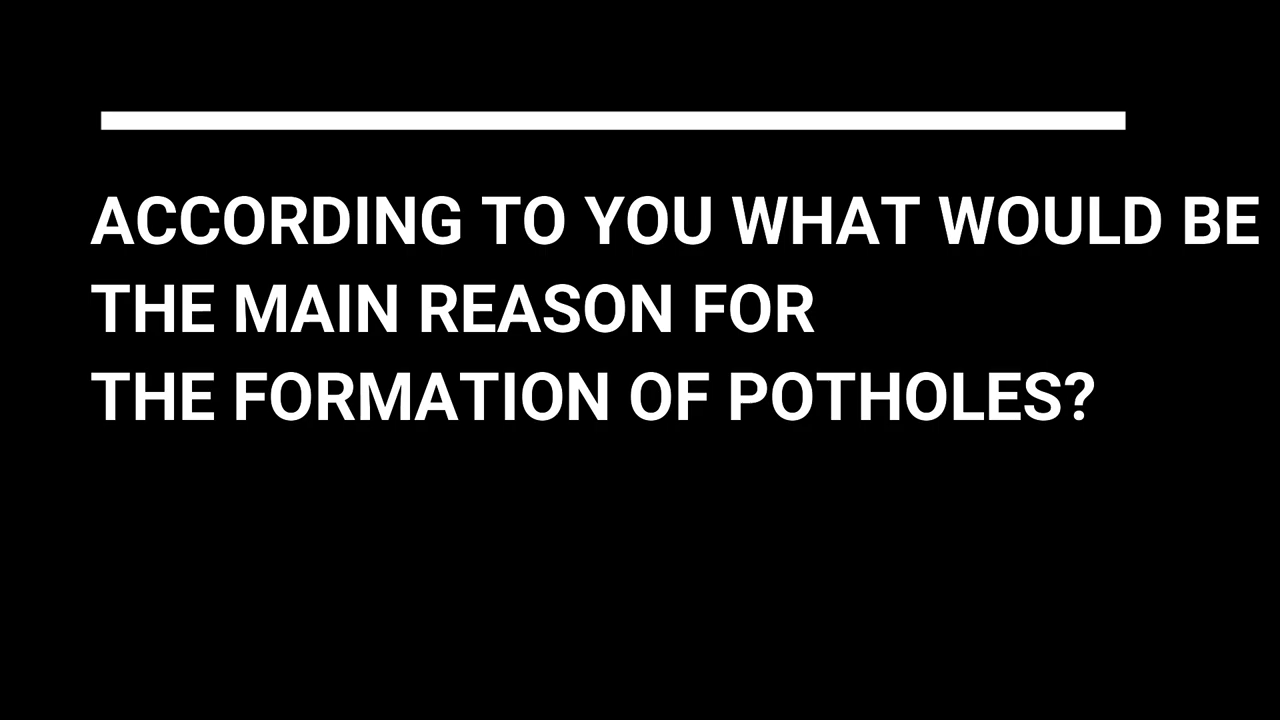 ACCORDING TO YOU WHAT WOULD BE
THE MAIN REASON FOR
THE FORMATION OF POTHOLES?